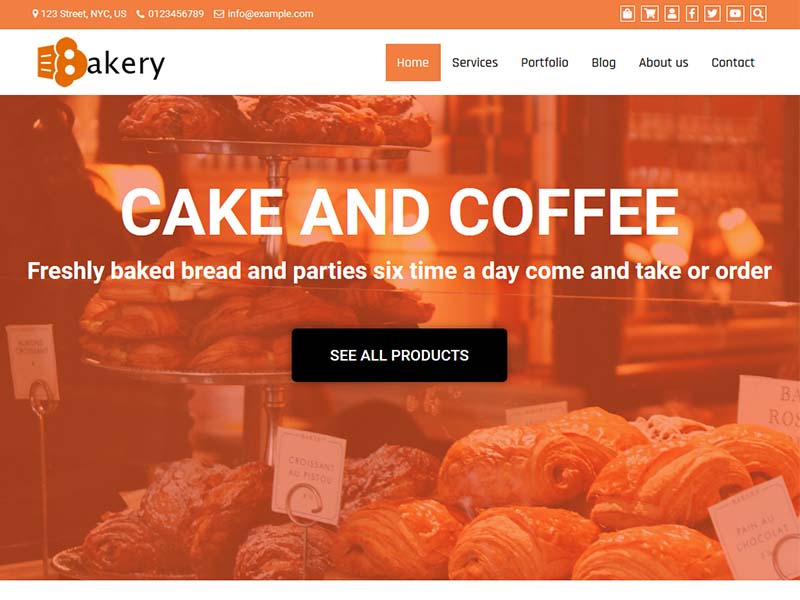 123 Street, NYC, US 0123456789 info@example.com
Bakery
Home Services Portfolio Blog About us Contact
CAKE AND COFFEE
Freshly baked bread and parties six time a day come and take or order
SEE ALL PRODUCTS
ALMOND
CROISSANT
BAKERY
CROISSANT
AU PISTOU
BA
ROS
BAKERY
PAIN AU
CHOCOLAT